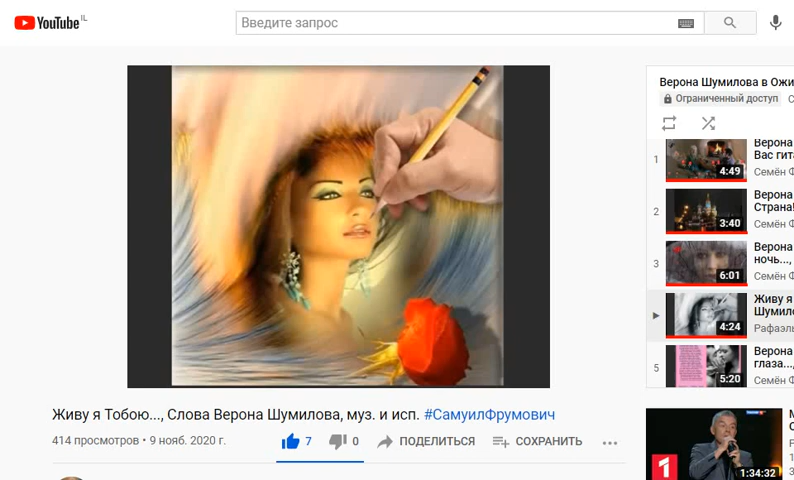 YouTube IL
Введите запрос
Верона Шумилова в Ожи
Ограниченный доступ
1
Верона
Вас гит
4:49
Семён Ф
2
Верона
Страна!
3:40
Семён Ф
3
Верона
ночь...,
6:01
Семён Ф
Живу я
Шумило
4:24
Рафаэль
5
Верона
глаза...,
5:20
Семён Ф
Живу я Тобою..., Слова Верона Шумилова, муз. и исп. #СамуилФрумович
414 просмотров • 9 нояб. 2020 г.
7
0
ПОДЕЛИТЬСЯ
СОХРАНИТЬ
1
1:34:32